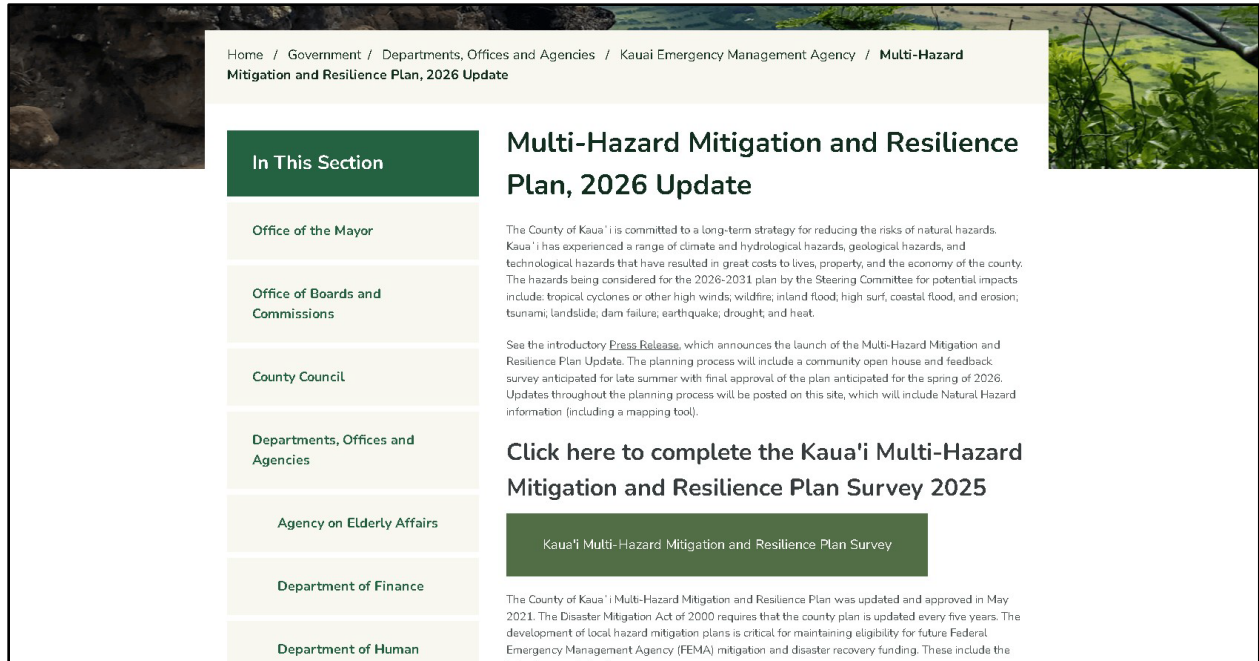 Home / Government / Departments, Offices and Agencies / Kauai Emergency Management Agency / Multi-Hazard
Mitigation and Resilience Plan, 2026 Update
In This Section
Office of the Mayor
Office of Boards and
Commissions
County Council
Departments, Offices and
Agencies
Agency on Elderly Affairs
Department of Finance
Department of Human
Multi-Hazard Mitigation and Resilience
Plan, 2026 Update
The County of Kauaʻi is committed to a long-term strategy for reducing the risks of natural hazards.
Kauaʻi has experienced a range of climate and hydrological hazards, geological hazards, and
technological hazards that have resulted in great costs to lives, property, and the economy of the county.
The hazards being considered for the 2026-2031 plan by the Steering Committee for potential impacts
include: tropical cyclones or other high winds; wildfire; inland flood; high surf, coastal flood, and erosion;
tsunami; landslide; dam failure; earthquake; drought; and heat.
See the introductory Press Release, which announces the launch of the Multi-Hazard Mitigation and
Resilience Plan Update. The planning process will include a community open house and feedback
survey anticipated for late summer with final approval of the plan anticipated for the spring of 2026.
Updates throughout the planning process will be posted on this site, which will include Natural Hazard
information (including a mapping tool).
Click here to complete the Kaua'i Multi-Hazard
Mitigation and Resilience Plan Survey 2025
Kaua'i Multi-Hazard Mitigation and Resilience Plan Survey
The County of Kauaʻi Multi-Hazard Mitigation and Resilience Plan was updated and approved in May
2021. The Disaster Mitigation Act of 2000 requires that the county plan is updated every five years. The
development of local hazard mitigation plans is critical for maintaining eligibility for future Federal
Emergency Management Agency (FEMA) mitigation and disaster recovery funding. These include the